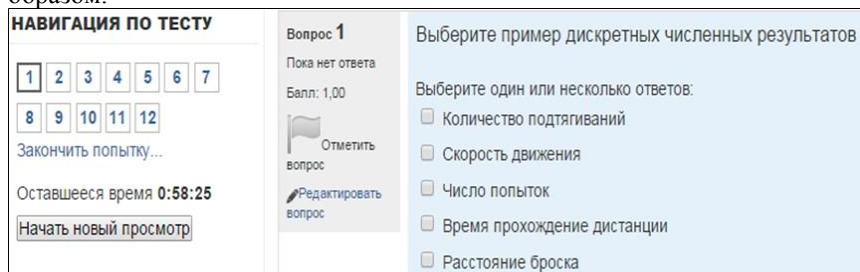 образом:
НАВИГАЦИЯ ПО ТЕСТУ
1 2 3 4 5 6 7
8 9 10 11 12
Закончить попытку...
Оставшееся время 0:58:25
Начать новый просмотр
Вопрос 1
Пока нет ответа
Балл: 1,00
Отметить
вопрос
Редактировать
вопрос
Выберите пример дискретных численных результатов
Выберите один или несколько ответов:
Количество подтягиваний
Скорость движения
Число попыток
Время прохождение дистанции
Расстояние броска